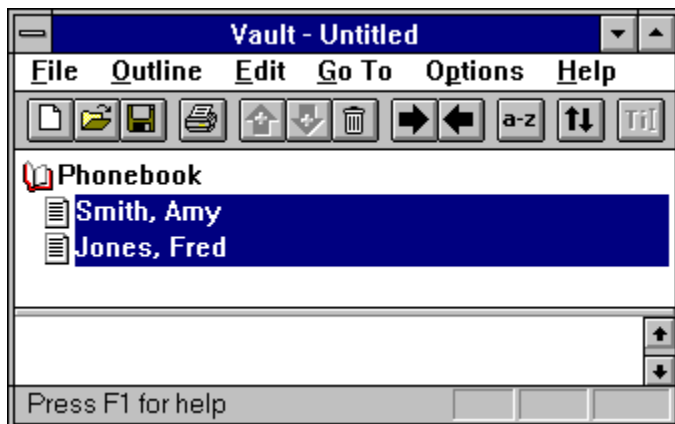 Vault - Untitled
File Outline Edit Go To Options Help
a-z
Phonebook
Smith, Amy
Jones, Fred
Press F1 for help